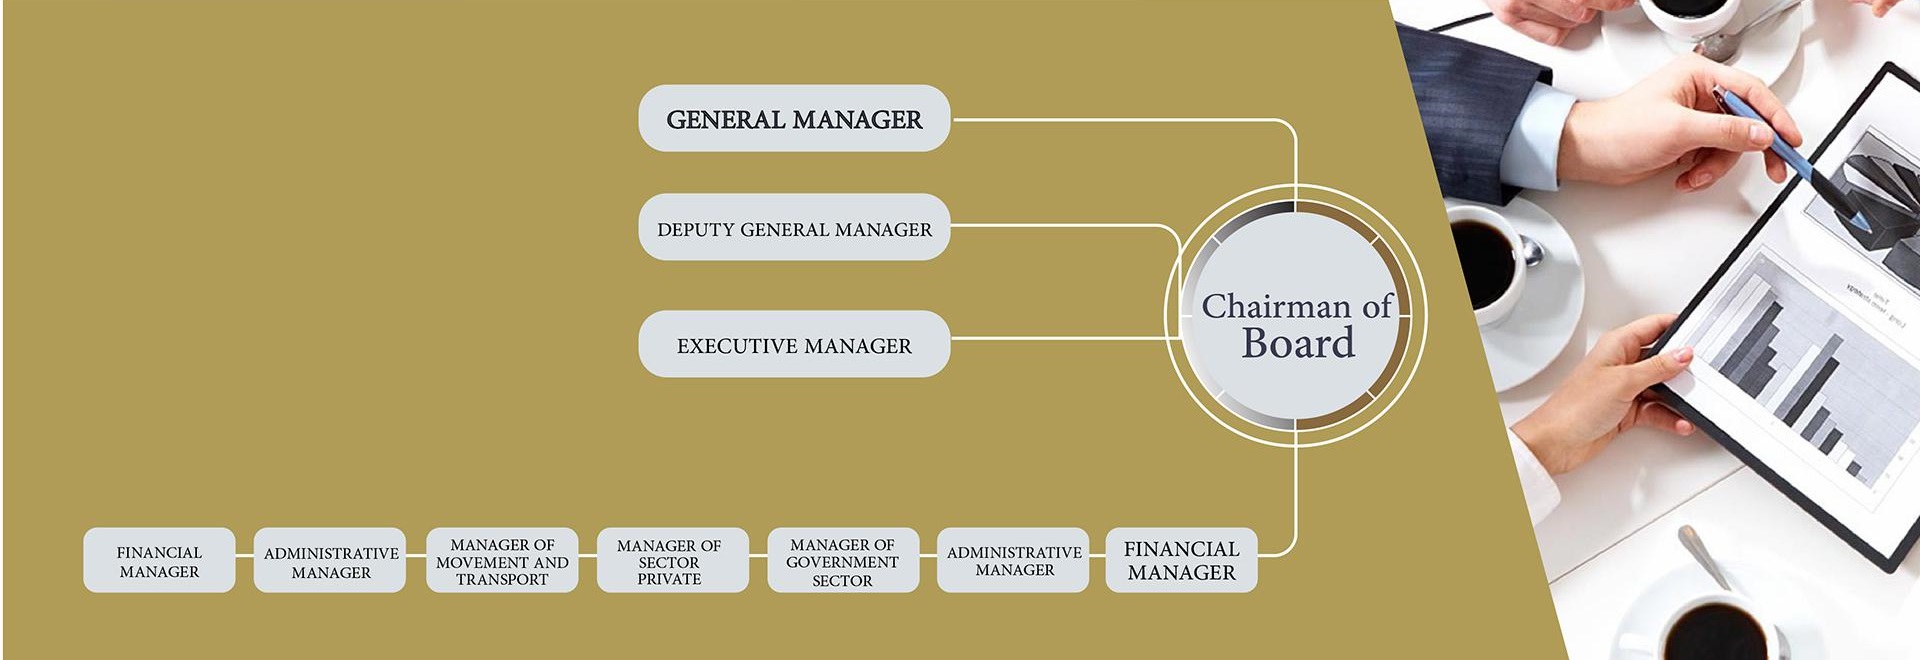 GENERAL MANAGER
DEPUTY GENERAL MANAGER
EXECUTIVE MANAGER
Chairman of
Board
FINANCIAL
MANAGER
ADMINISTRATIVE
MANAGER
MANAGER OF
MOVEMENT AND
TRANSPORT
MANAGER OF
SECTOR
PRIVATE
MANAGER OF
GOVERNMENT
SECTOR
ADMINISTRATIVE
MANAGER
FINANCIAL
MANAGER